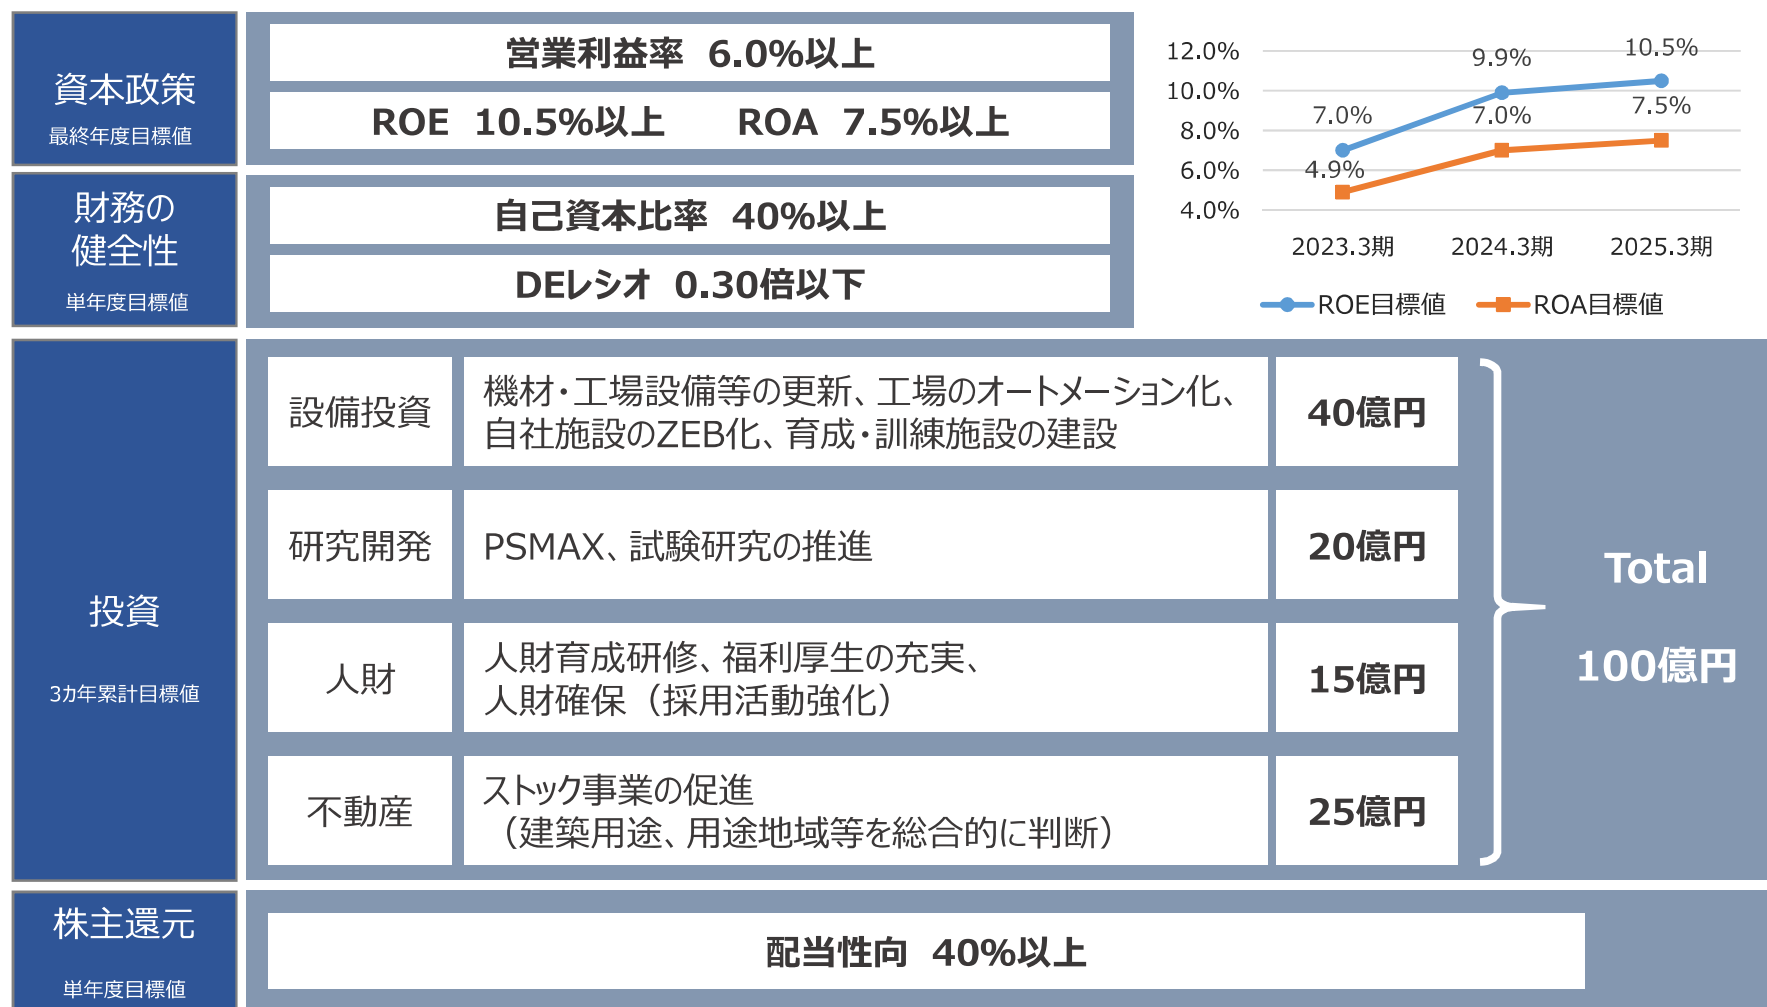 資本政策
最終年度目標値
営業利益率 6.0%以上
ROE 10.5%以上 ROA 7.5%以上
12.0%
10.0%
8.0%
6.0%
4.0%
7.0%
9.9%
10.5%
4.9%
7.0%
7.5%
2023.3期 2024.3期 2025.3期
ROE目標値 ROA目標値
財務の
健全性
単年度目標値
自己資本比率 40%以上
DEレシオ 0.30倍以下
投資
3カ年累計目標値
設備投資
機材・工場設備等の更新、工場のオートメーション化、
自社施設のZEB化、育成・訓練施設の建設
40億円
研究開発
PSMAX、試験研究の推進
20億円
人財
人財育成研修、福利厚生の充実、
人財確保（採用活動強化）
15億円
不動産
ストック事業の促進
（建築用途、用途地域等を総合的に判断）
25億円
Total
100億円
株主還元
単年度目標値
配当性向 40%以上